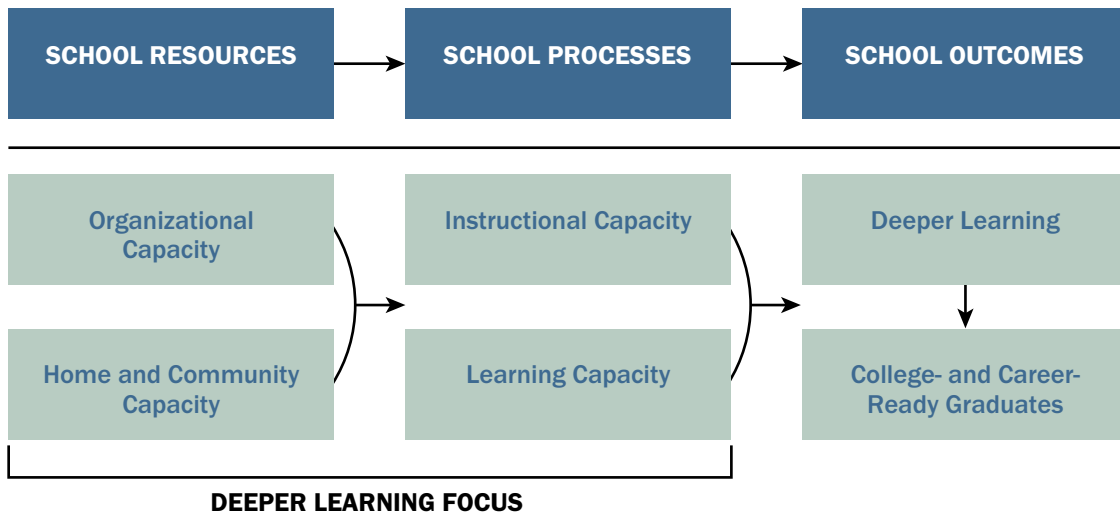 SCHOOL RESOURCES
SCHOOL PROCESSES
SCHOOL OUTCOMES
Organizational
Capacity
Instructional Capacity
Deeper Learning
Home and Community
Capacity
Learning Capacity
College- and Career-
Ready Graduates
DEEPER LEARNING FOCUS